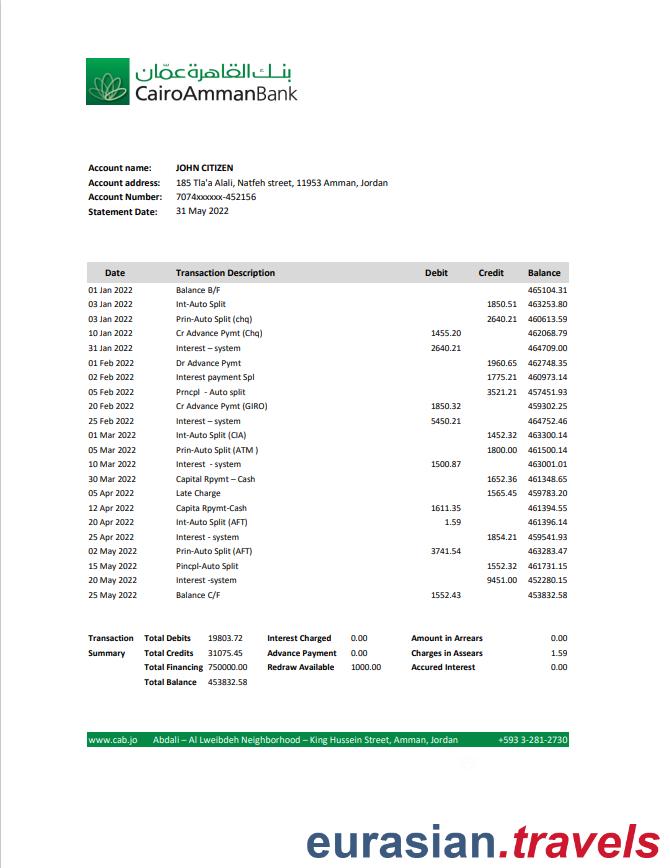 بنك القاهرة عمّان
CairoAmmanBank
Account name: JOHN CITIZEN
Account address: 185 Tla'a Alali, Natfeh street, 11953 Amman, Jordan
Account Number: 7074xxxxxx-452156
Statement Date: 31 May 2022
Date Transaction Description Debit Credit Balance
01 Jan 2022 Balance B/F 465104.31
03 Jan 2022 Int-Auto Split 1850.51 463253.80
03 Jan 2022 Prin-Auto Split (chq) 2640.21 460613.59
10 Jan 2022 Cr Advance Pymt (Chq) 1455.20 462068.79
31 Jan 2022 Interest – system 2640.21 464709.00
01 Feb 2022 Dr Advance Pymt 1960.65 462748.35
02 Feb 2022 Interest payment Spl 1775.21 460973.14
05 Feb 2022 Prncpl - Auto split 3521.21 457451.93
20 Feb 2022 Cr Advance Pymt (GIRO) 1850.32 459302.25
25 Feb 2022 Interest – system 5450.21 464752.46
01 Mar 2022 Int-Auto Split (CIA) 1452.32 463300.14
05 Mar 2022 Prin-Auto Split (ATM ) 1800.00 461500.14
10 Mar 2022 Interest - system 1500.87 463001.01
30 Mar 2022 Capital Rpymt – Cash 1652.36 461348.65
05 Apr 2022 Late Charge 1565.45 459783.20
12 Apr 2022 Capita Rpymt-Cash 1611.35 461394.55
20 Apr 2022 Int-Auto Split (AFT) 1.59 461396.14
25 Apr 2022 Interest - system 1854.21 459541.93
02 May 2022 Prin-Auto Split (AFT) 3741.54 463283.47
15 May 2022 Pincpl-Auto Split 1552.32 461731.15
20 May 2022 Interest -system 9451.00 452280.15
25 May 2022 Balance C/F 1552.43 453832.58
Transaction Total Debits 19803.72 Interest Charged 0.00 Amount in Arrears 0.00
Summary Total Credits 31075.45 Advance Payment 0.00 Charges in Assears 1.59
Total Financing 750000.00 Redraw Available 1000.00 Accured Interest 0.00
Total Balance 453832.58
www.cab.jo Abdali – Al Lweibdeh Neighborhood – King Hussein Street, Amman, Jordan +593 3-281-2730
eurasian.travels